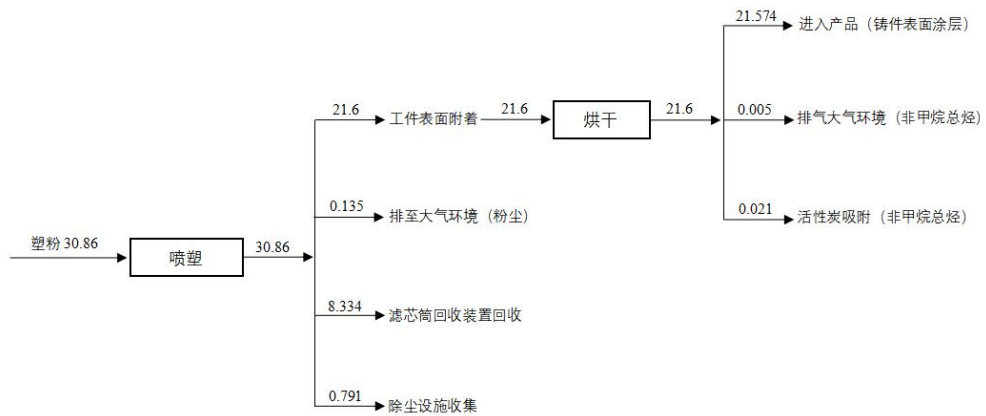 21.574
进入产品（铸件表面涂层）
21.6
工件表面附着
21.6
烘干
21.6
0.005
排气大气环境（非甲烷总烃）
0.135
排至大气环境（粉尘）
0.021
活性炭吸附（非甲烷总烃）
塑粉 30.86
喷塑
30.86
8.334
滤芯筒回收装置回收
0.791
除尘设施收集